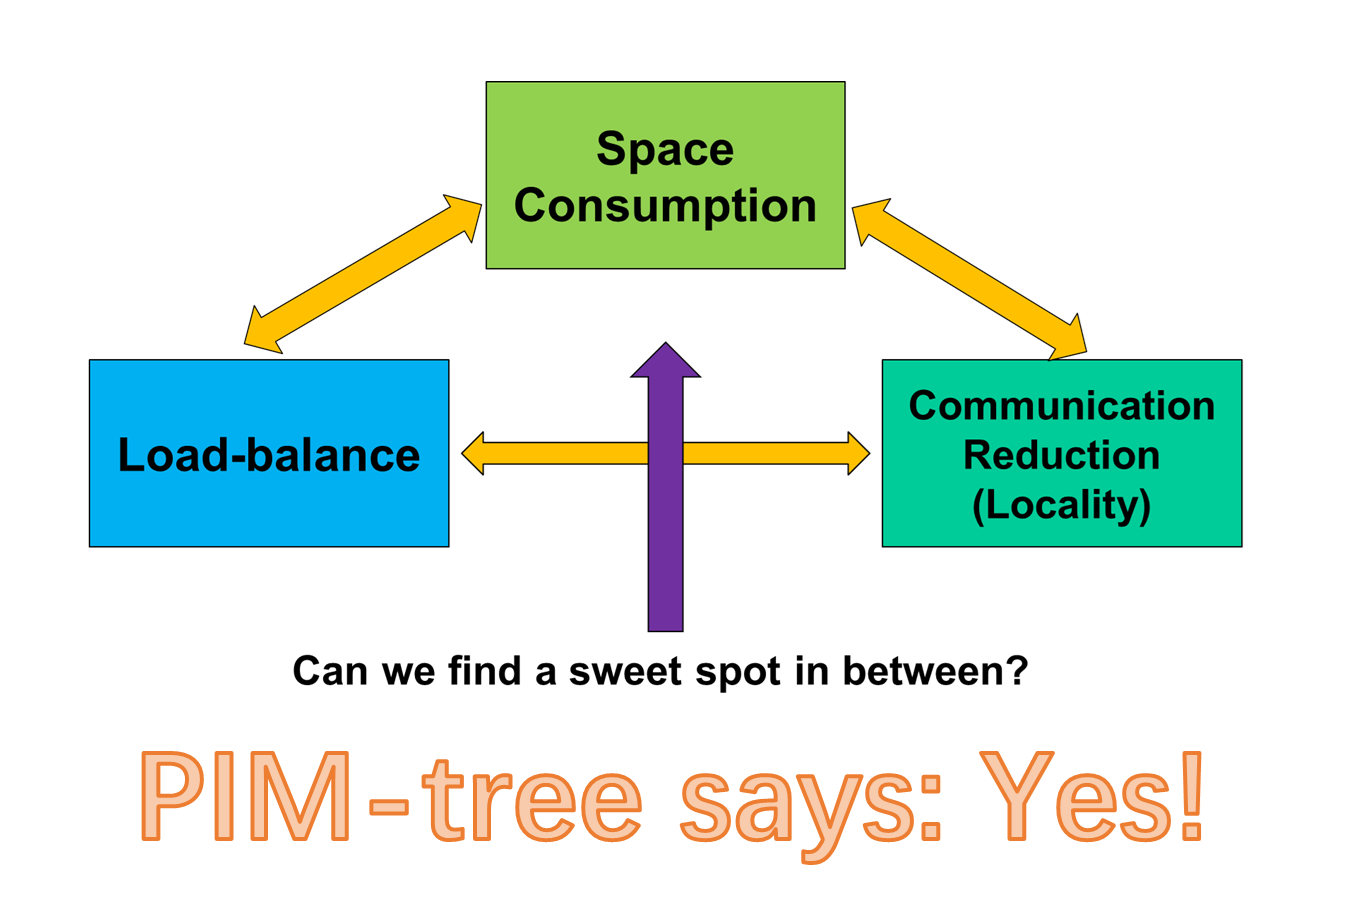 Space
Consumption
Load-balance
Communication
Reduction
(Locality)
Can we find a sweet spot in between?
PIM-tree says: Yes!